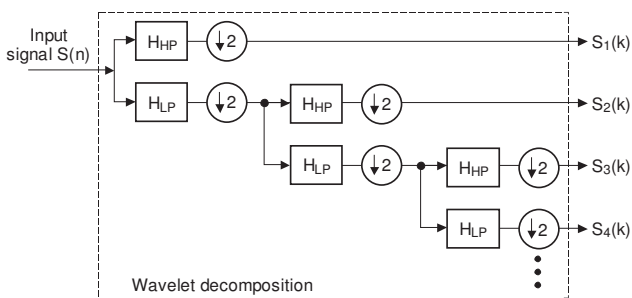 Input
signal S(n)
H_HP
↓2
S_1(k)
H_LP
↓2
H_HP
↓2
S_2(k)
H_LP
↓2
H_HP
↓2
S_3(k)
H_LP
↓2
S_4(k)
Wavelet decomposition